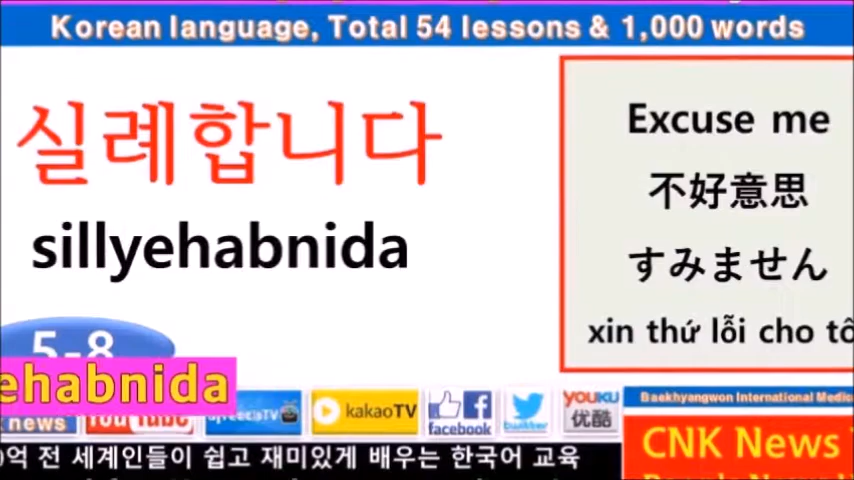 Korean language, Total 54 lessons & 1,000 words
실례합니다
sillyehabnida
Excuse me
不好意思
すみません
xin thứ lỗi cho tô
5-8
ehabnida
news
YouTube
afreecaTV
kakaoTV
facebook
twitter
YOUKU
优酷
Baekhyangwon International Medic
CNK News
억 전 세계인들이 쉽고 재미있게 배우는 한국어 교육